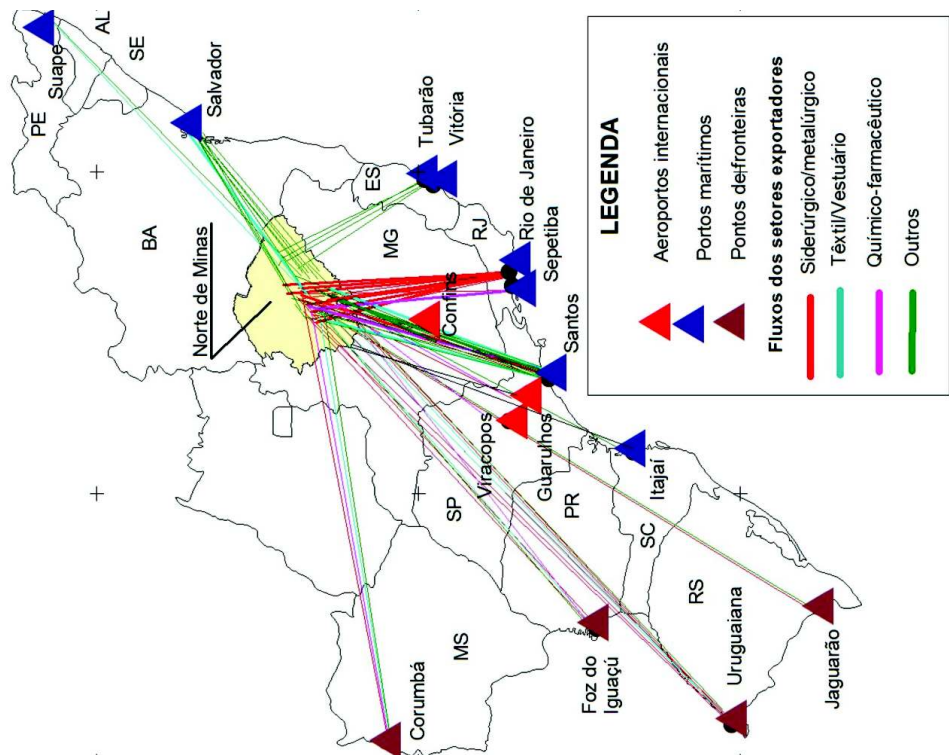 PE
Suape
AL
SE
Salvador
BA
Norte de Minas
Tubarão
Vitória
ES
MG
Rio de Janeiro
RJ
Sepetiba
Confins
Santos
Viracopos
Guarulhos
SP
PR
Itajaí
SC
RS
MS
Corumbá
Foz do
Iguaçú
Uruguaiana
Jaguarão
LEGENDA
Aeroportos internacionais
Portos marítimos
Pontos de fronteiras
Fluxos dos setores exportadores
Siderúrgico/metalúrgico
Têxtil/Vestuário
Químico-farmacêutico
Outros